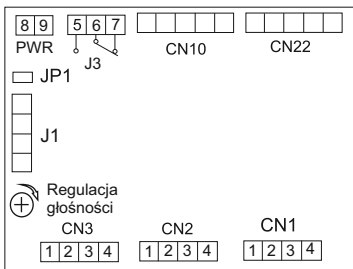 8 9 5 6 7
PWR J3 CN10 CN22
JP1
J1
Regulacja
głośności
CN3 CN2 CN1
1 2 3 4 1 2 3 4 1 2 3 4